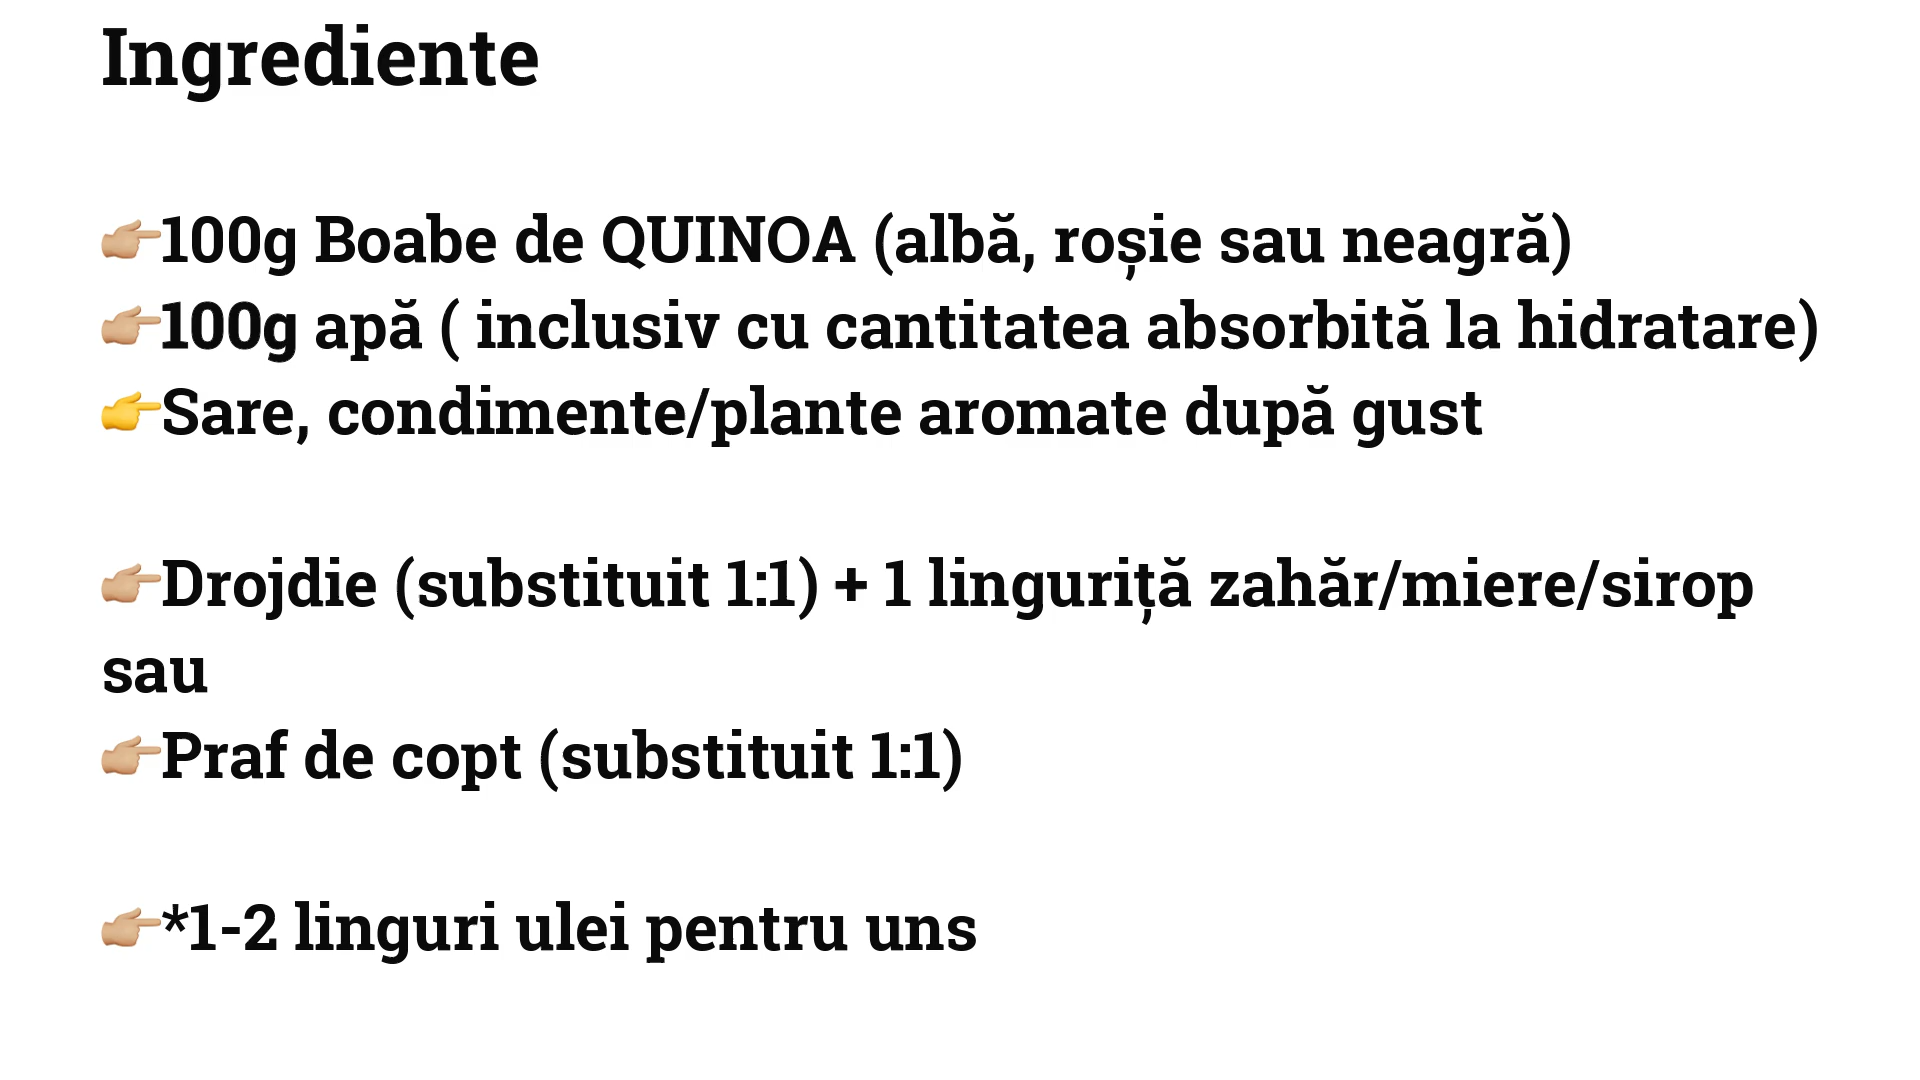 Ingrediente
👉🏼100g Boabe de QUINOA (albă, roșie sau neagră)
👉🏼100g apă ( inclusiv cu cantitatea absorbită la hidratare)
👉Sare, condimente/plante aromate după gust
👉🏼Drojdie (substituit 1:1) + 1 linguriță zahăr/miere/sirop
sau
👉🏼Praf de copt (substituit 1:1)
👉🏼*1-2 linguri ulei pentru uns